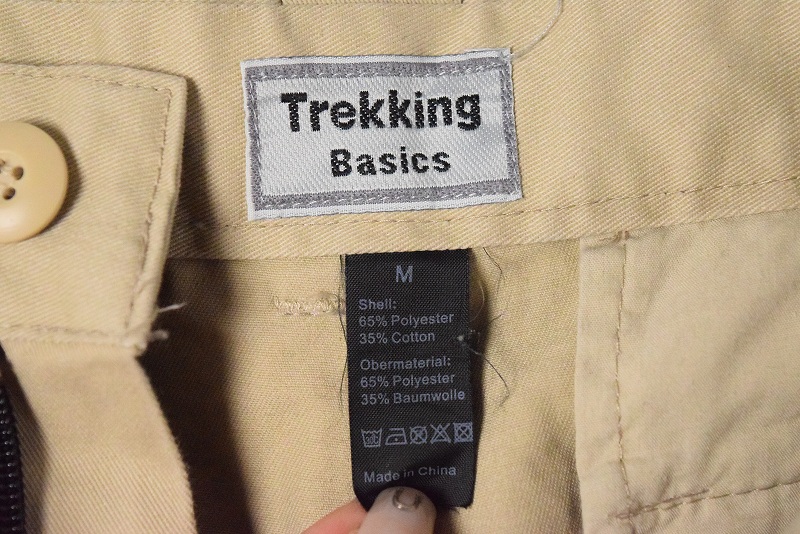 Trekking
Basics
M
Shell:
65% Polyester
35% Cotton
Obermaterial:
65% Polyester
35% Baumwolle
Made in China